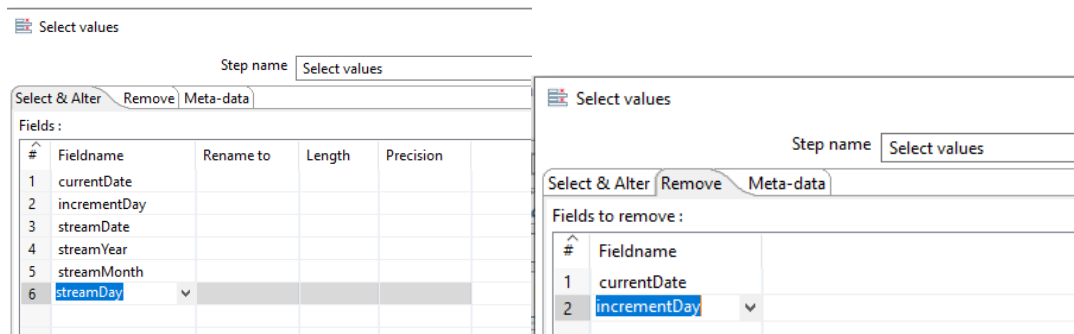 Select values
Step name Select values
Select & Alter Remove Meta-data
Fields :
# Fieldname Rename to Length Precision
1 currentDate
2 incrementDay
3 streamDate
4 streamYear
5 streamMonth
6 streamDay
Select values
Step name Select values
Select & Alter Remove Meta-data
Fields to remove :
# Fieldname
1 currentDate
2 incrementDay